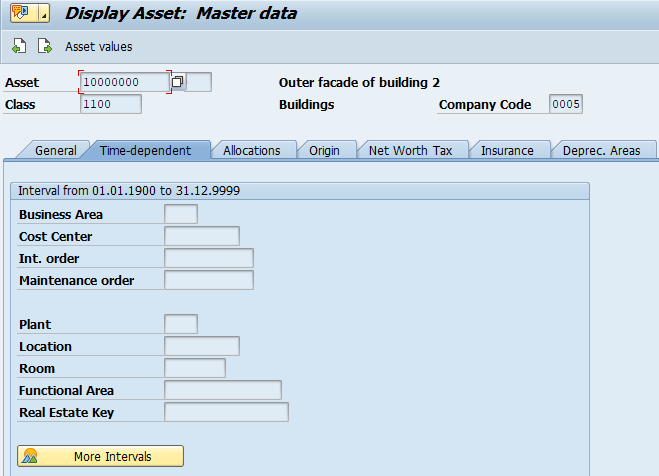 Display Asset: Master data
Asset values
Asset 10000000 Outer facade of building 2
Class 1100 Buildings Company Code 0005
General Time-dependent Allocations Origin Net Worth Tax Insurance Deprec. Areas
Interval from 01.01.1900 to 31.12.9999
Business Area
Cost Center
Int. order
Maintenance order
Plant
Location
Room
Functional Area
Real Estate Key
More Intervals